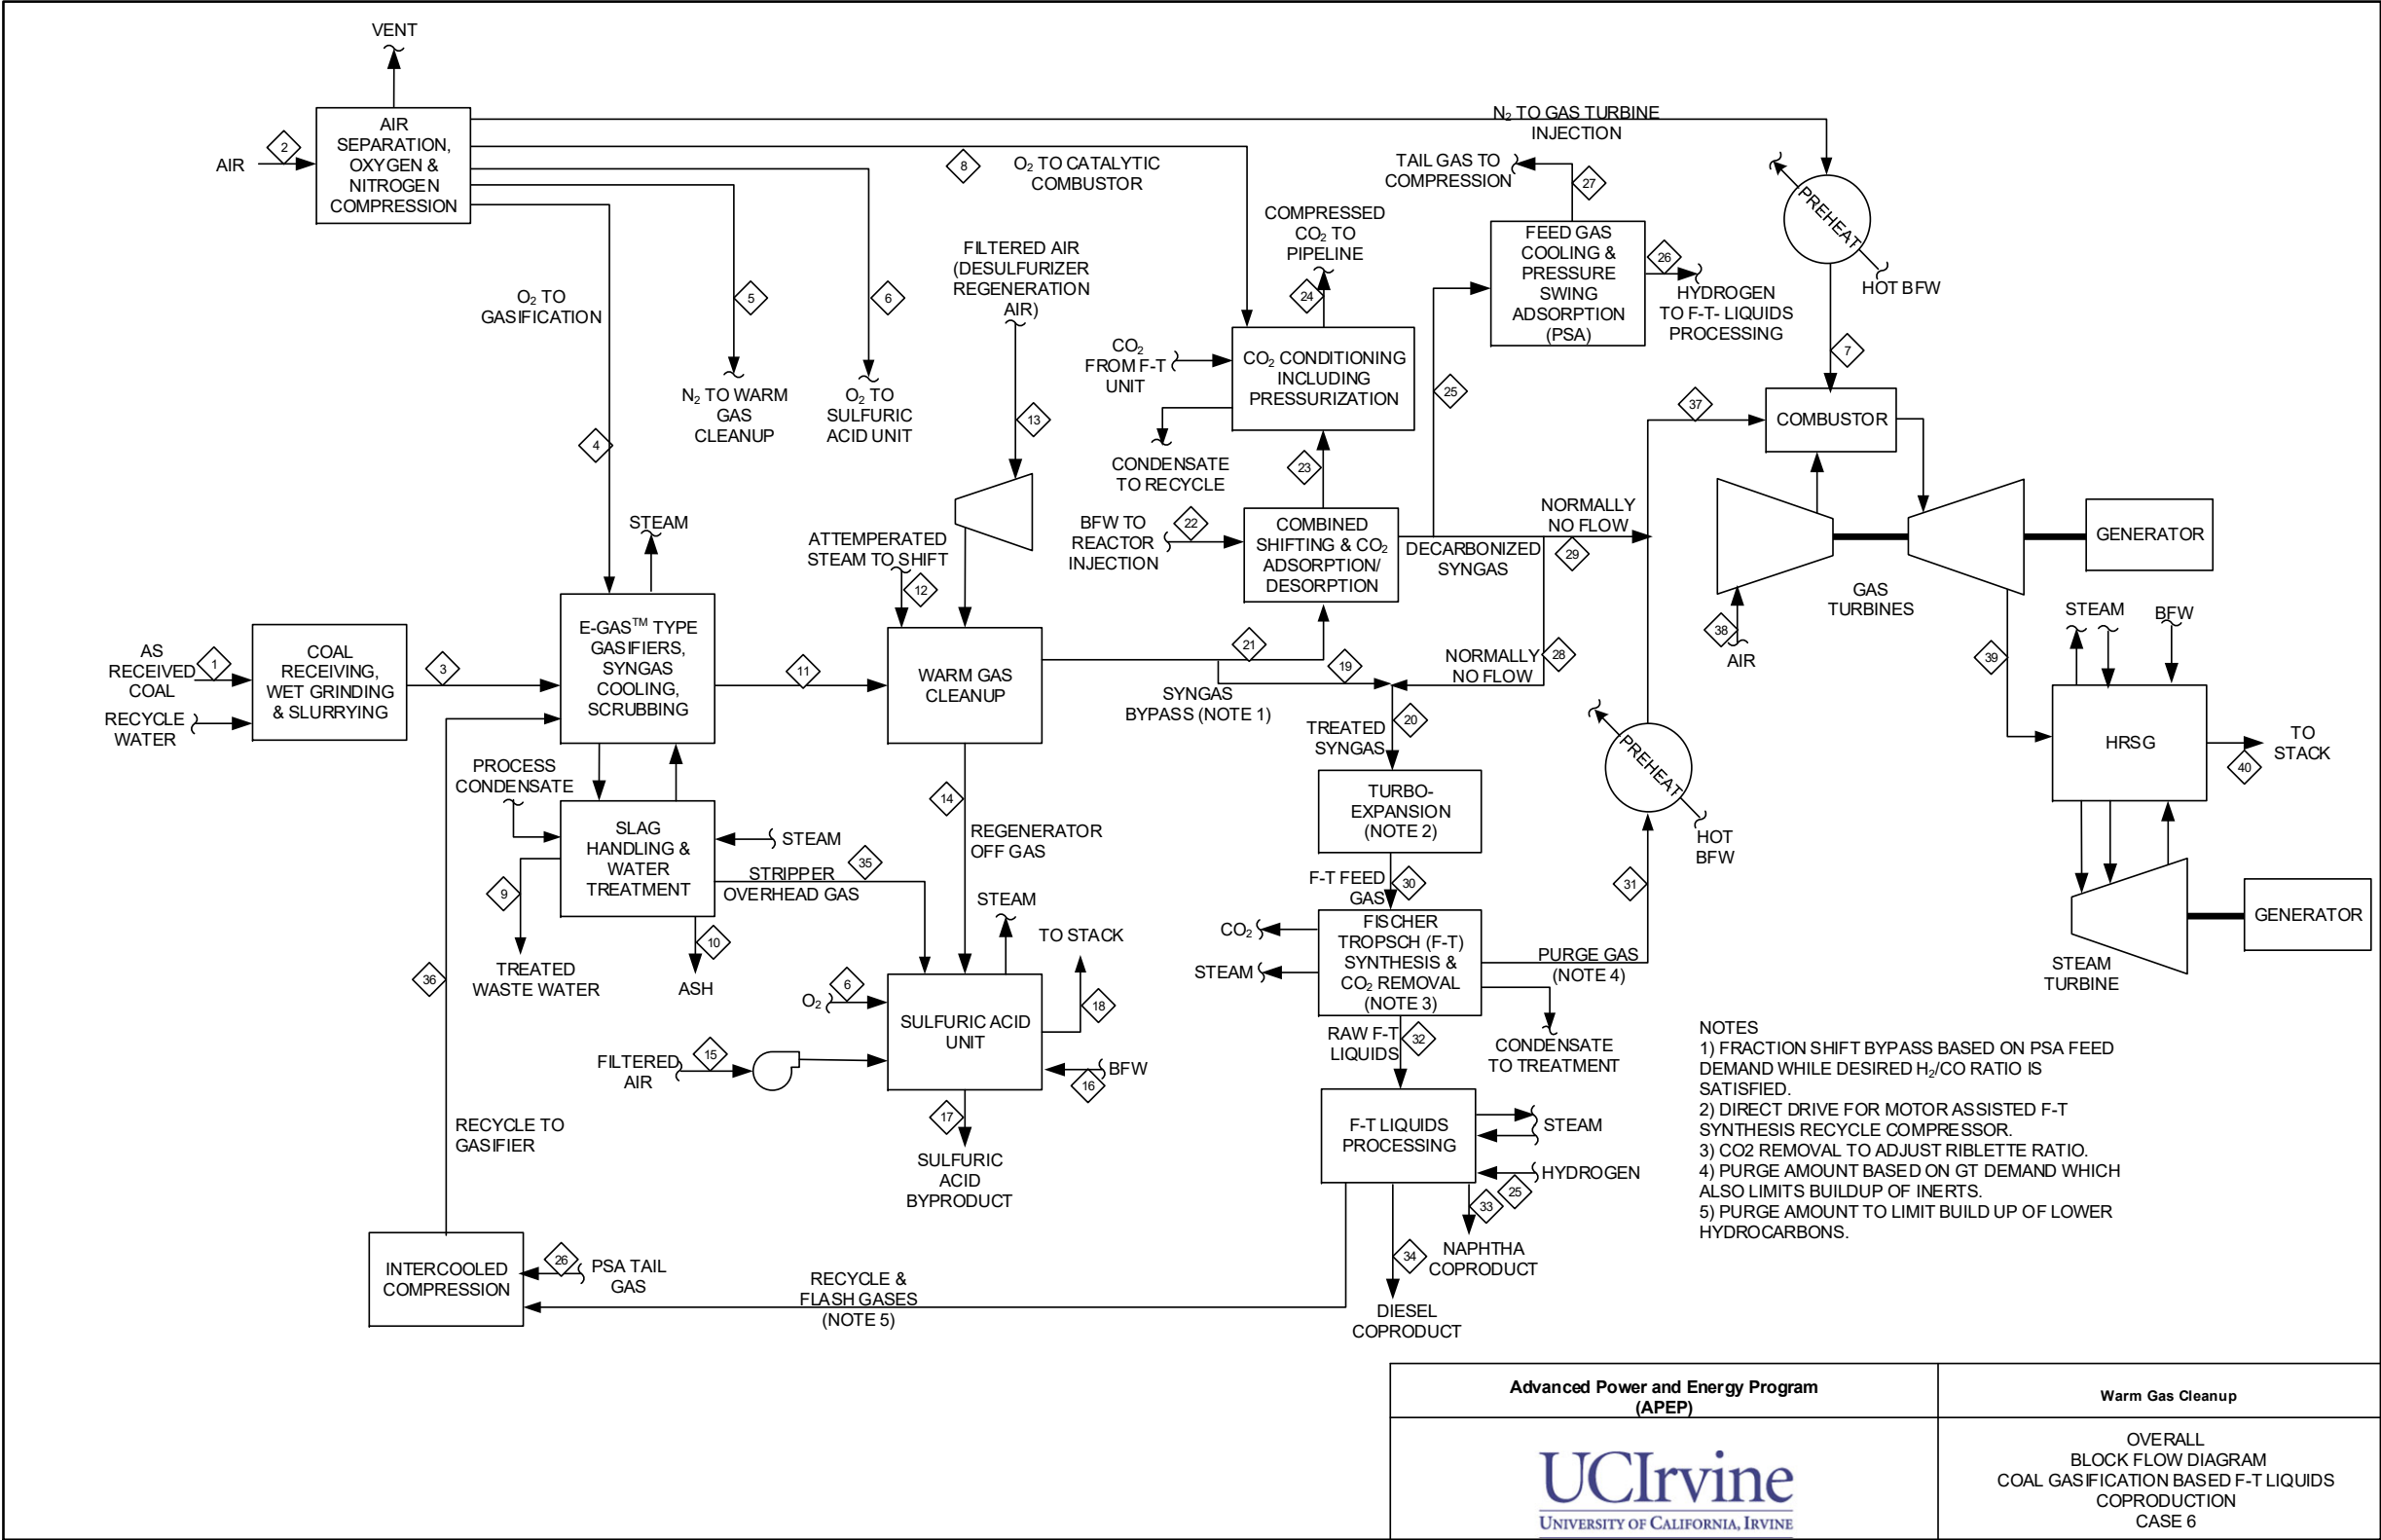 VENT
AIR
SEPARATION,
OXYGEN &
NITROGEN
COMPRESSION
AIR
2
N2 TO GAS TURBINE
INJECTION
8
O2 TO CATALYTIC
COMBUSTOR
TAIL GAS TO
COMPRESSION
27
PREHEAT
HOT BFW
7
COMPRESSED
CO2 TO
PIPELINE
24
FEED GAS
COOLING &
PRESSURE
SWING
ADSORPTION
(PSA)
26
HYDROGEN
TO F-T- LIQUIDS
PROCESSING
FILTERED AIR
(DESULFURIZER
REGENERATION
AIR)
13
O2 TO
GASIFICATION
4
5
6
N2 TO WARM
GAS
CLEANUP
O2 TO
SULFURIC
ACID UNIT
CO2
FROM F-T
UNIT
CO2 CONDITIONING
INCLUDING
PRESSURIZATION
25
37
COMBUSTOR
CONDENSATE
TO RECYCLE
23
STEAM
ATTEMPERATED
STEAM TO SHIFT
12
BFW TO
REACTOR
INJECTION
22
COMBINED
SHIFTING & CO2
ADSORPTION/
DESORPTION
DECARBONIZED
SYNGAS
NORMALLY
NO FLOW
29
GAS
TURBINES
GENERATOR
38
AIR
39
STEAM
BFW
AS
RECEIVED
COAL
1
RECYCLE
WATER
COAL
RECEIVING,
WET GRINDING
& SLURRYING
3
E-GAS™ TYPE
GASIFIERS,
SYNGAS
COOLING,
SCRUBBING
11
WARM GAS
CLEANUP
21
19
SYNGAS
BYPASS (NOTE 1)
NORMALLY
NO FLOW
28
20
TREATED
SYNGAS
PREHEAT
HOT
BFW
HRSG
TO
STACK
40
PROCESS
CONDENSATE
SLAG
HANDLING &
WATER
TREATMENT
STEAM
35
STRIPPER
OVERHEAD GAS
9
TREATED
WASTE WATER
10
ASH
14
REGENERATOR
OFF GAS
TURBO-
EXPANSION
(NOTE 2)
F-T FEED
GAS
30
31
GENERATOR
STEAM
TURBINE
36
STEAM
TO STACK
18
O2
6
SULFURIC ACID
UNIT
FILTERED
AIR
15
BFW
16
17
SULFURIC
ACID
BYPRODUCT
CO2
STEAM
FISCHER
TROPSCH (F-T)
SYNTHESIS &
CO2 REMOVAL
(NOTE 3)
PURGE GAS
(NOTE 4)
RAW F-T
LIQUIDS
32
CONDENSATE
TO TREATMENT
F-T LIQUIDS
PROCESSING
STEAM
HYDROGEN
25
33
NAPHTHA
COPRODUCT
34
DIESEL
COPRODUCT
RECYCLE TO
GASIFIER
INTERCOOLED
COMPRESSION
26
PSA TAIL
GAS
RECYCLE &
FLASH GASES
(NOTE 5)
NOTES
1) FRACTION SHIFT BYPASS BASED ON PSA FEED
DEMAND WHILE DESIRED H2/CO RATIO IS
SATISFIED.
2) DIRECT DRIVE FOR MOTOR ASSISTED F-T
SYNTHESIS RECYCLE COMPRESSOR.
3) CO2 REMOVAL TO ADJUST RIBLETTE RATIO.
4) PURGE AMOUNT BASED ON GT DEMAND WHICH
ALSO LIMITS BUILDUP OF INERTS.
5) PURGE AMOUNT TO LIMIT BUILD UP OF LOWER
HYDROCARBONS.
Advanced Power and Energy Program
(APEP)
Warm Gas Cleanup
UCIrvine
UNIVERSITY OF CALIFORNIA, IRVINE
OVERALL
BLOCK FLOW DIAGRAM
COAL GASIFICATION BASED F-T LIQUIDS
COPRODUCTION
CASE 6